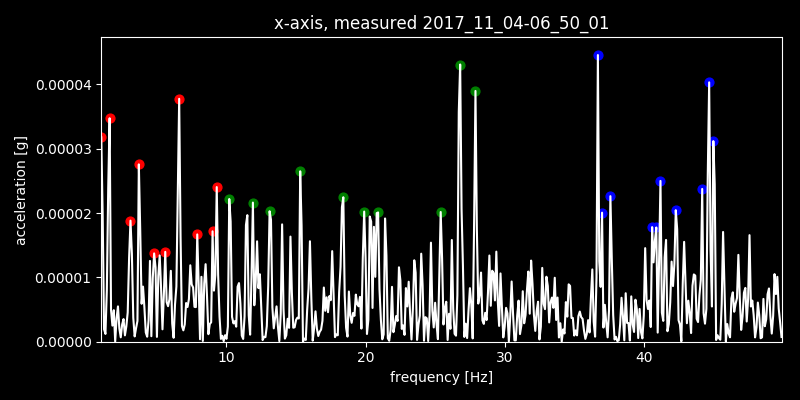 x-axis, measured 2017_11_04-06_50_01
acceleration [g]
0.00004
0.00003
0.00002
0.00001
0.00000
10 20 30 40
frequency [Hz]